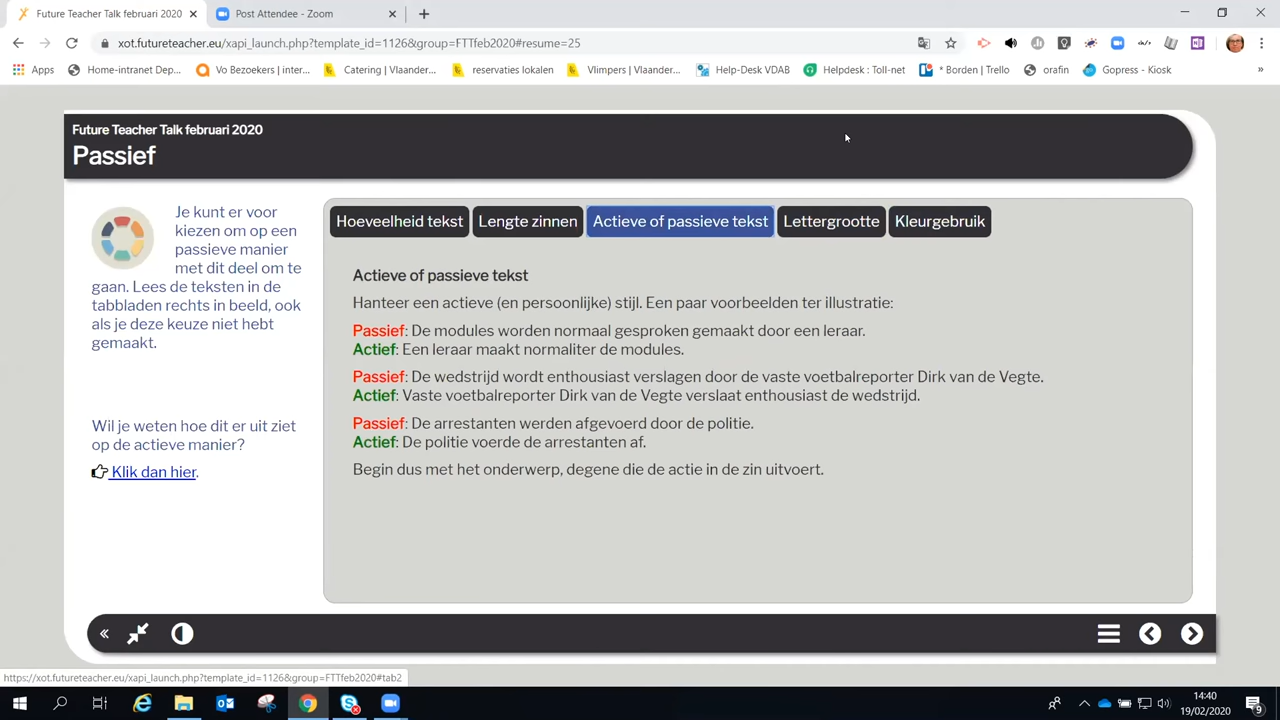 Future Teacher Talk februari 2020
Post Attendee - Zoom
xot.futureteacher.eu/xapi_launch.php?template_id=1126&group=FTTfeb2020#resume=25
Apps
Home-intranet Dep...
Vo Bezoekers | inter...
Catering | Vlaander...
reservaties lokalen
Vlimpers | Vlaander...
Help-Desk VDAB
Helpdesk : Toll-net
* Borden | Trello
orafin
Gopress - Kiosk
»
Future Teacher Talk februari 2020
Passief
Je kunt er voor
kiezen om op een
passieve manier
met dit deel om te
gaan. Lees de teksten in de
tabbladen rechts in beeld, ook
als je deze keuze niet hebt
gemaakt.
Wil je weten hoe dit er uit ziet
op de actieve manier?
Klik dan hier.
Hoeveelheid tekst
Lengte zinnen
Actieve of passieve tekst
Lettergrootte
Kleurgebruik
Actieve of passieve tekst
Hanteer een actieve (en persoonlijke) stijl. Een paar voorbeelden ter illustratie:
Passief: De modules worden normaal gesproken gemaakt door een leraar.
Actief: Een leraar maakt normaliter de modules.
Passief: De wedstrijd wordt enthousiast verslagen door de vaste voetbalreporter Dirk van de Vegte.
Actief: Vaste voetbalreporter Dirk van de Vegte verslaat enthousiast de wedstrijd.
Passief: De arrestanten werden afgevoerd door de politie.
Actief: De politie voerde de arrestanten af.
Begin dus met het onderwerp, degene die de actie in de zin uitvoert.
https://xot.futureteacher.eu/xapi_launch.php?template_id=1126&group=FTTfeb2020#tab2
14:40
19/02/2020
9